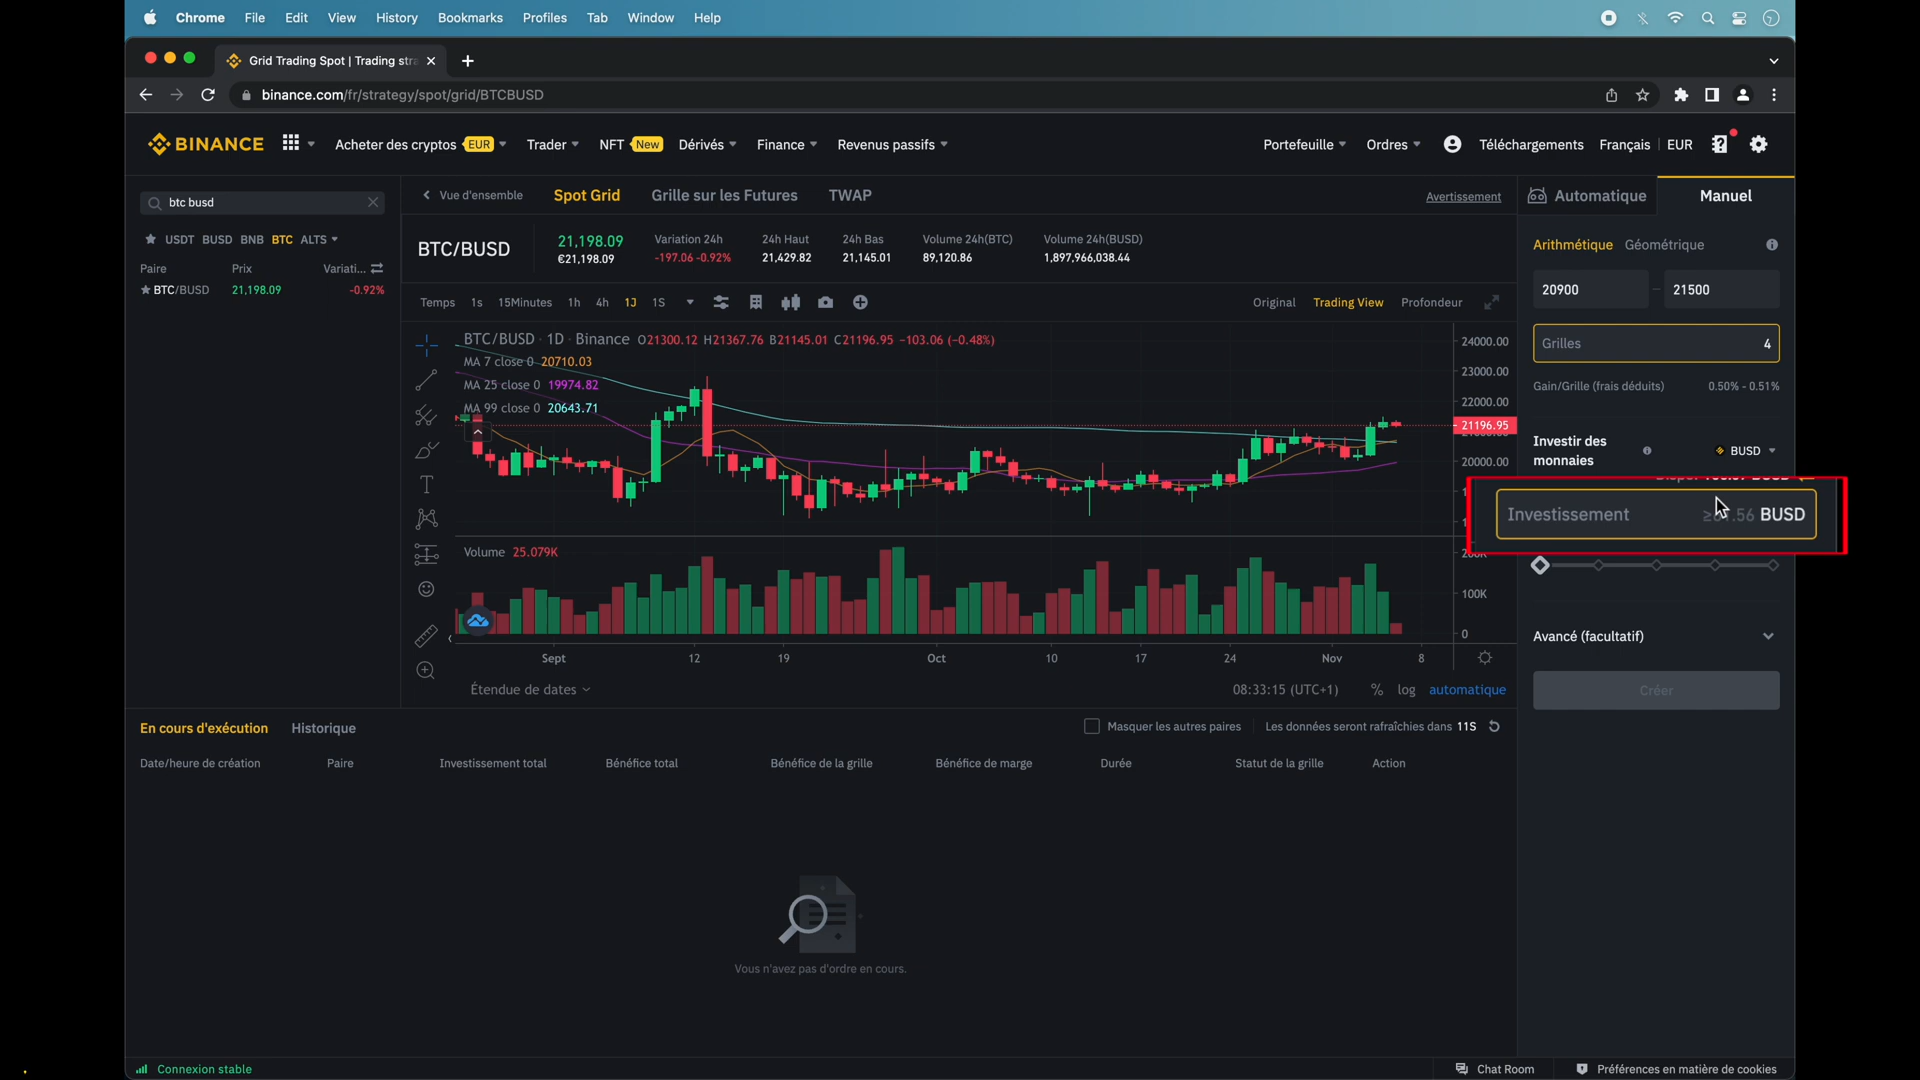 Chrome File Edit View History Bookmarks Profiles Tab Window Help
Grid Trading Spot | Trading stra
binance.com/fr/strategy/spot/grid/BTCBUSD
BINANCE Acheter des cryptos EUR Trader NFT New Dérivés Finance Revenus passifs Portefeuille Ordres Téléchargements Français EUR
btc busd
USDT BUSD BNB BTC ALTS
Paire Prix Variati...
BTC/BUSD 21,198.09 -0.92%
Vue d'ensemble Spot Grid Grille sur les Futures TWAP Avertissement
BTC/BUSD
21,198.09
€21,198.09
Variation 24h
-197.06 -0.92%
24h Haut
21,429.82
24h Bas
21,145.01
Volume 24h(BTC)
89,120.86
Volume 24h(BUSD)
1,897,966,038.44
Temps 1s 15Minutes 1h 4h 1J 1S Original Trading View Profondeur
BTC/BUSD · 1D · Binance O21300.12 H21367.76 B21145.01 C21196.95 -103.06 (-0.48%)
MA 7 close 0 20710.03
MA 25 close 0 19974.82
MA 99 close 0 20643.71
24000.00
23000.00
22000.00
21196.95
20000.00
Volume 25.079K
100K
0
Sept 12 19 Oct 10 17 24 Nov 8
Étendue de dates 08:33:15 (UTC+1) % log automatique
Automatique Manuel
Arithmétique Géométrique
20900 - 21500
Grilles 4
Gain/Grille (frais déduits) 0.50% - 0.51%
Investir des
monnaies
BUSD
Investissement BUSD
Avancé (facultatif)
Créer
En cours d'exécution Historique Masquer les autres paires Les données seront rafraîchies dans 11S
Date/heure de création Paire Investissement total Bénéfice total Bénéfice de la grille Bénéfice de marge Durée Statut de la grille Action
Vous n'avez pas d'ordre en cours.
Connexion stable Chat Room Préférences en matière de cookies